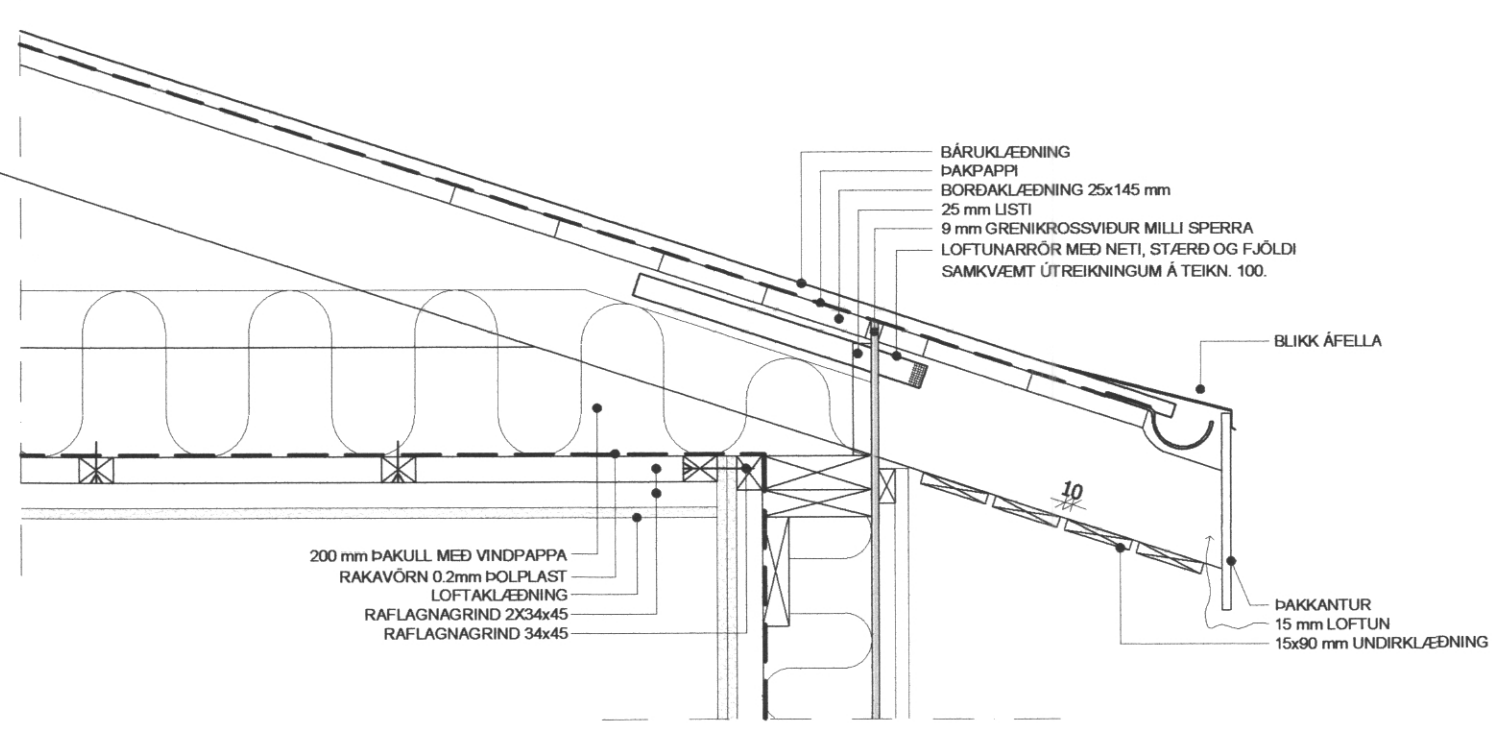 BÁRUKLÆÐNING
ÞAKPAPPI
BORÐAKLÆÐNING 25x145 mm
25 mm LISTI
9 mm GRENIKROSSVIÐUR MILLI SPERRA
LOFTUNARRÖR MEÐ NETI, STÆRÐ OG FJÖLDI
SAMKVÆMT ÚTREIKNINGUM Á TEIKN. 100.
BLIKK ÁFELLA
10
200 mm ÞAKULL MEÐ VINDPAPPA
RAKAVÖRN 0.2mm ÞOLPLAST
LOFTAKLÆÐNING
RAFLAGNAGRIND 2X34x45
RAFLAGNAGRIND 34x45
ÞAKKANTUR
15 mm LOFTUN
15x90 mm UNDIRKLÆÐNING